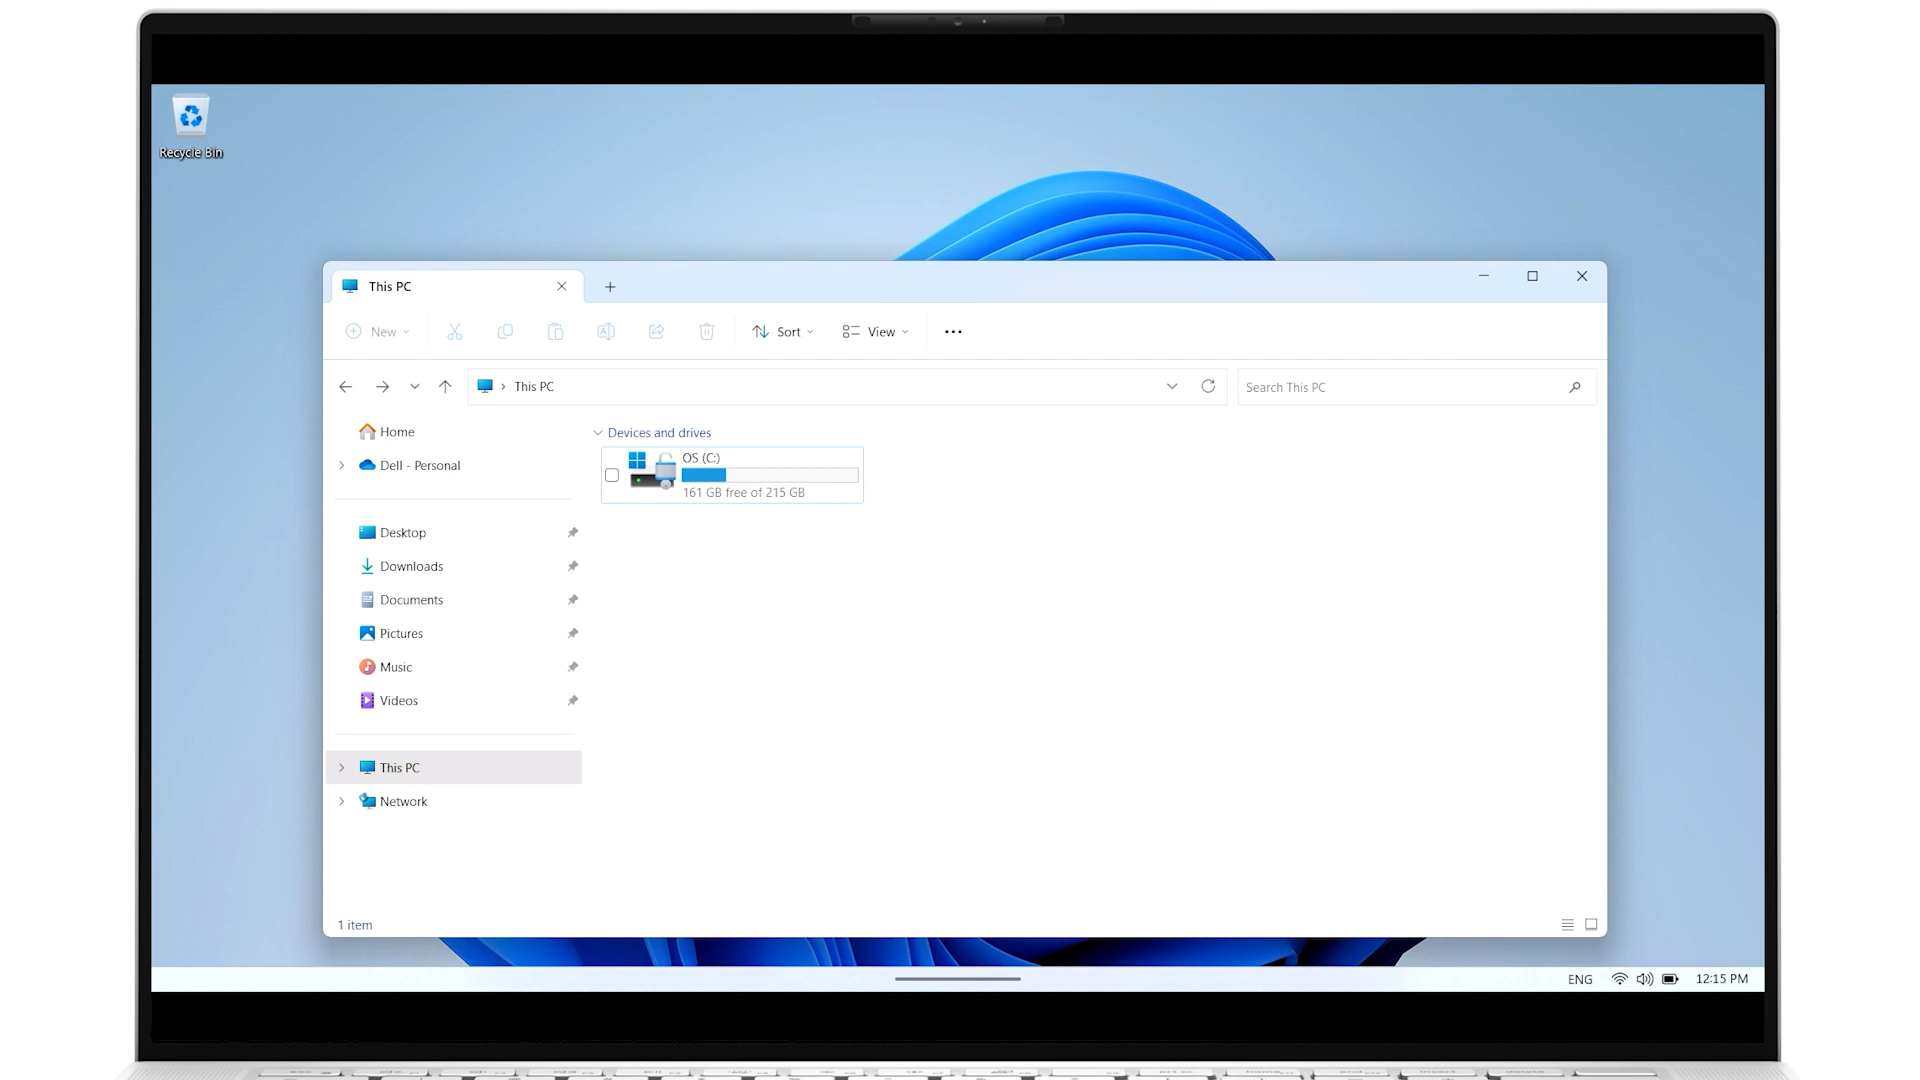 Recycle Bin
This PC
New
Sort
View
This PC
Search This PC
Home
Dell - Personal
Desktop
Downloads
Documents
Pictures
Music
Videos
This PC
Network
Devices and drives
OS (C:)
161 GB free of 215 GB
1 item
ENG
12:15 PM